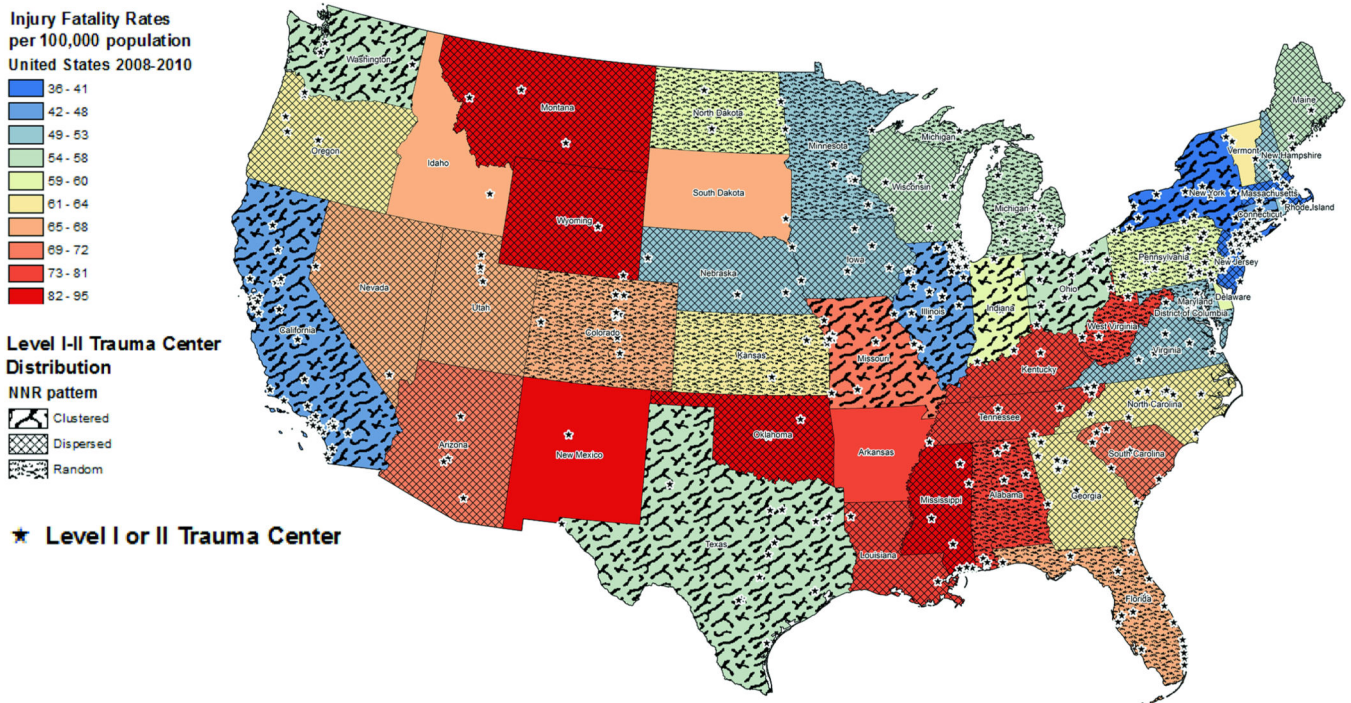 Injury Fatality Rates
per 100,000 population
United States 2008-2010
36 - 41
42 - 48
49 - 53
54 - 58
59 - 60
61 - 64
65 - 68
69 - 72
73 - 81
82 - 95
Level I-II Trauma Center
Distribution
NNR pattern
Clustered
Dispersed
Random
Level I or II Trauma Center
Washington
Montana
North Dakota
Minnesota
Michigan
Maine
Oregon
Idaho
South Dakota
Wisconsin
Michigan
Vermont
New Hampshire
New York
Massachusetts
Rhode Island
Connecticut
Wyoming
Nebraska
Iowa
Pennsylvania
New Jersey
Nevada
Utah
Colorado
Illinois
Indiana
Ohio
Delaware
Maryland
District of Columbia
California
Kansas
Missouri
West Virginia
Virginia
Kentucky
Arizona
New Mexico
Oklahoma
Arkansas
Tennessee
North Carolina
South Carolina
Texas
Louisiana
Mississippi
Alabama
Georgia
Florida